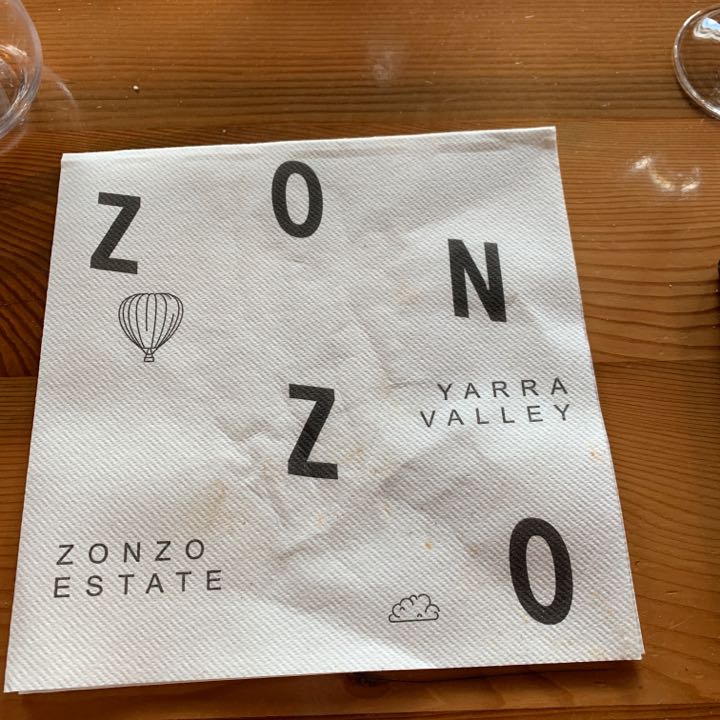 Z O N
Z O
YARRA
VALLEY
ZONZO
ESTATE